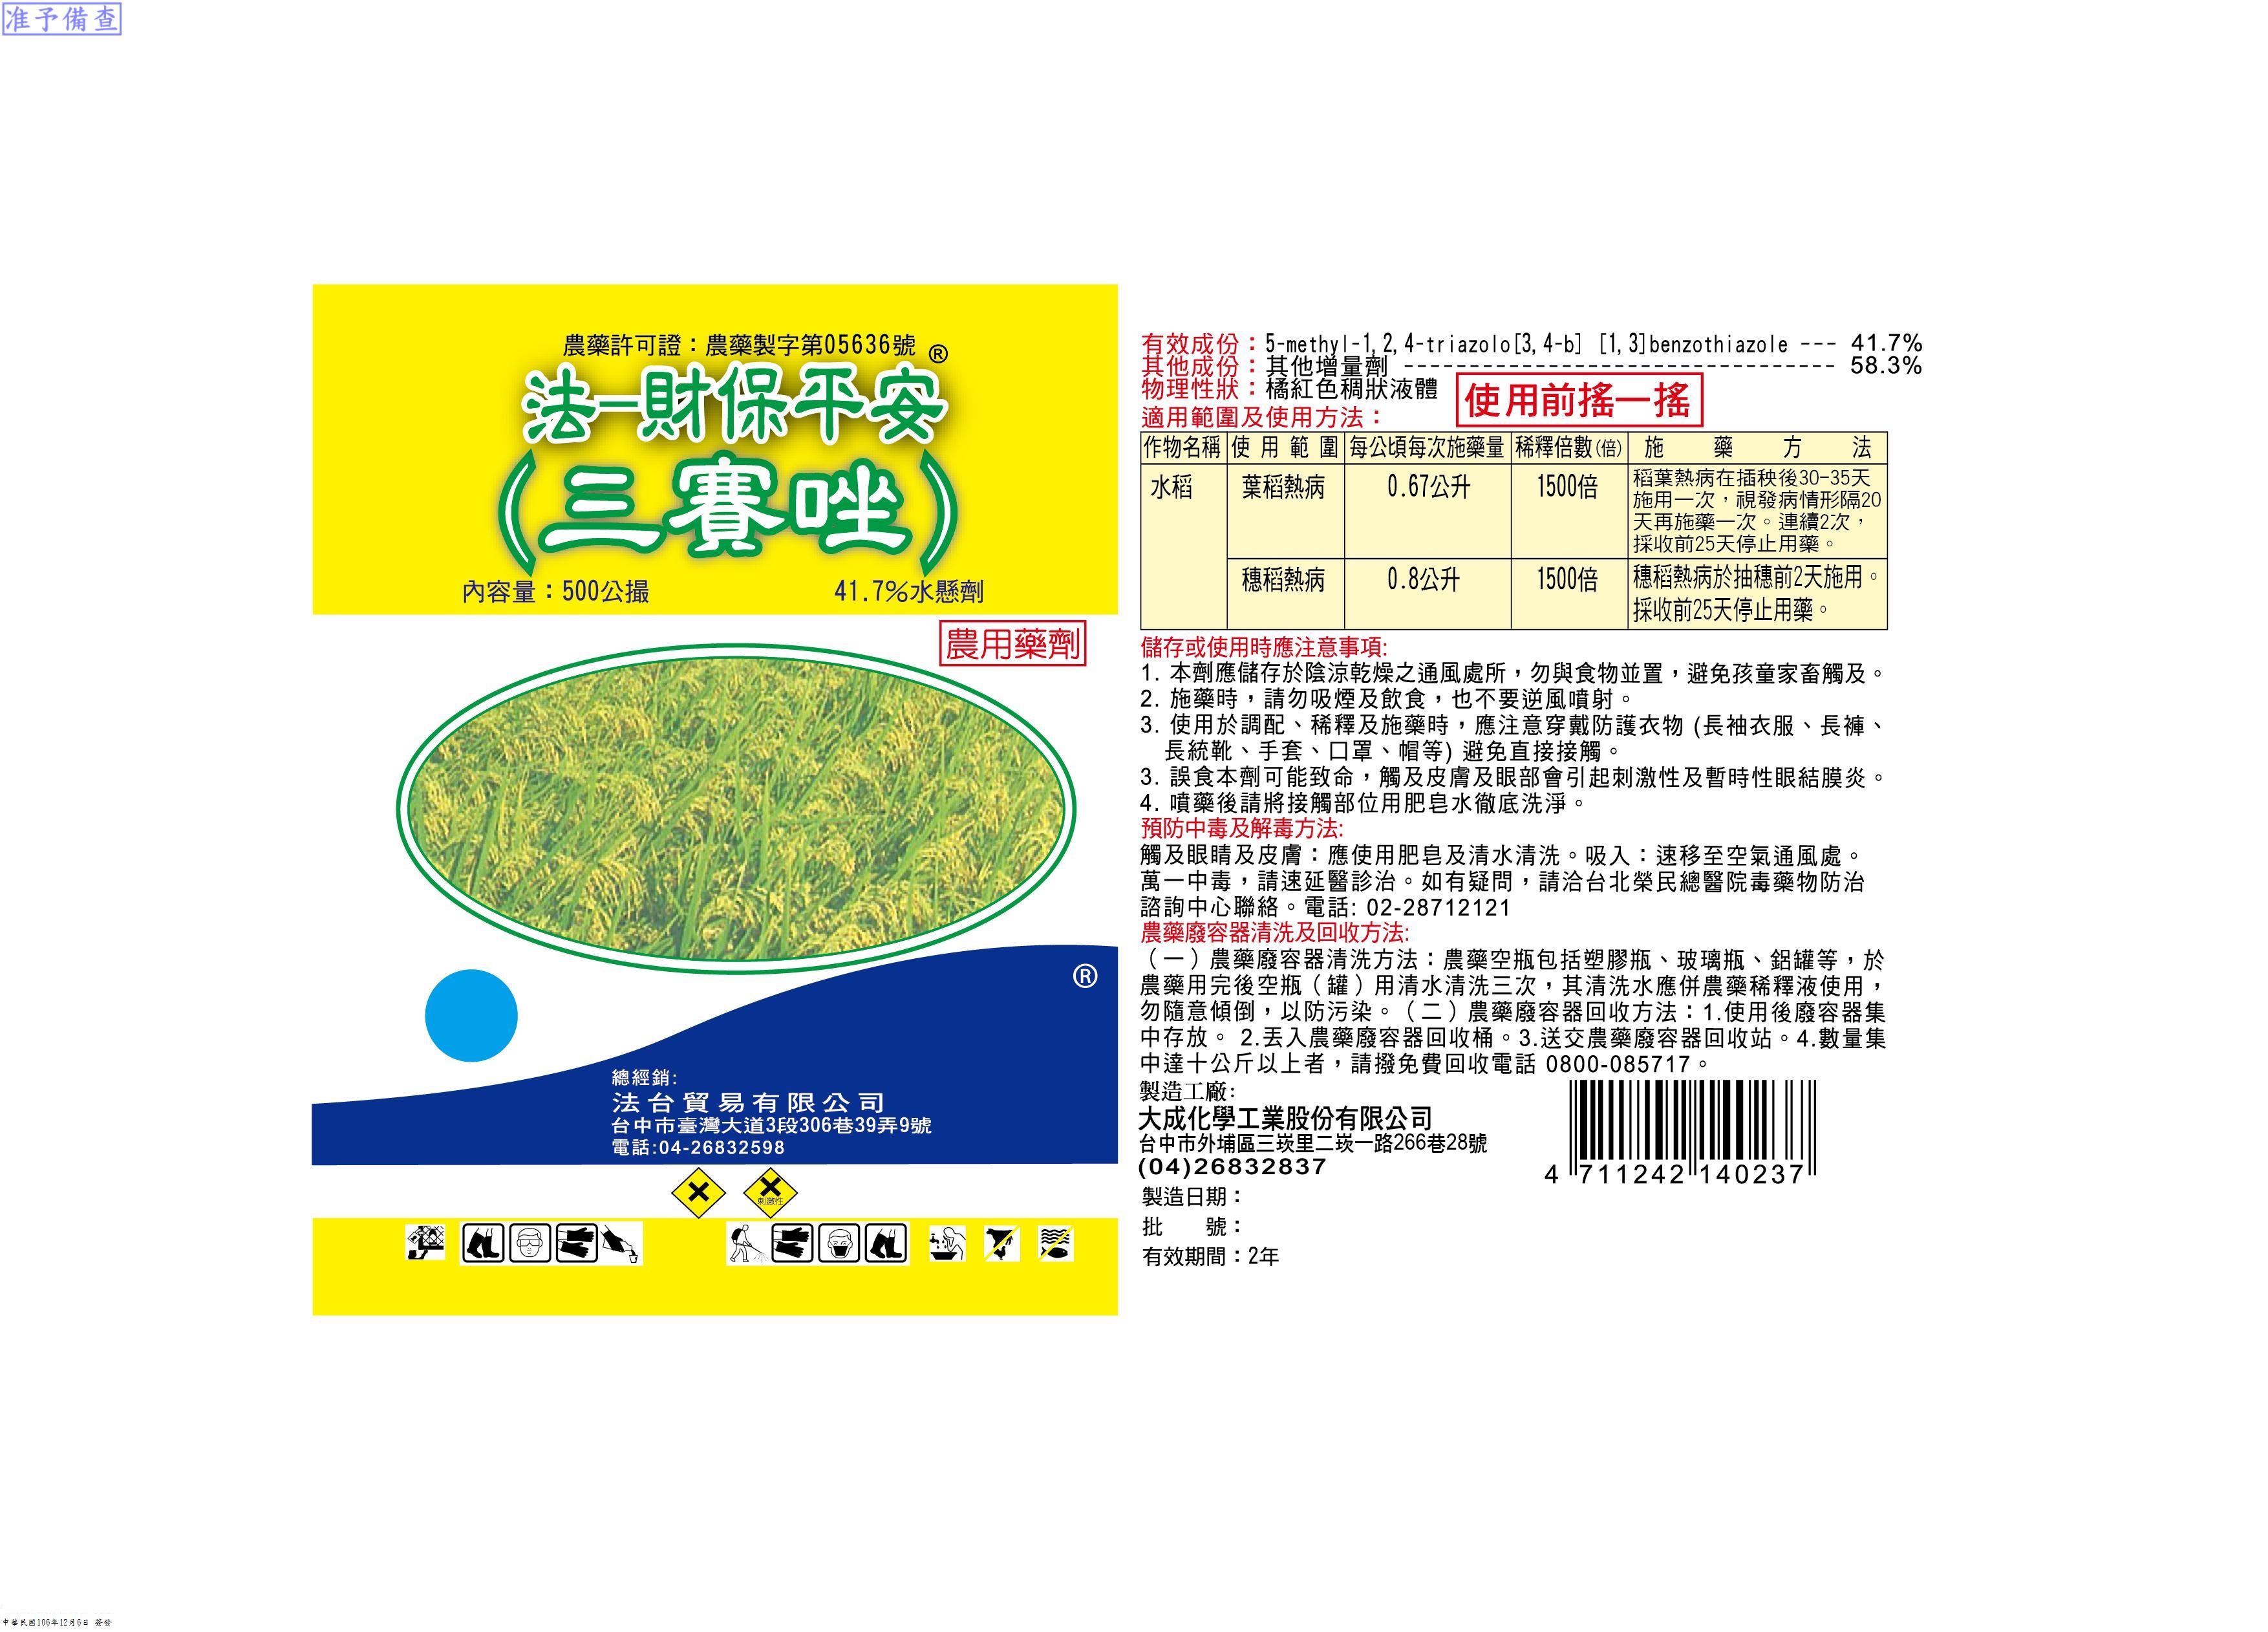 准予備查
農藥許可證：農藥製字第05636號
®
法一財保平安
(三賽唑)
內容量：500公撮 41.7%水懸劑
農用藥劑
®
總經銷:
法台貿易有限公司
台中市臺灣大道3段306巷39弄9號
電話:04-26832598
刺激性
有效成份：5-methyl-1,2,4-triazolo[3,4-b] [1,3]benzothiazole --- 41.7%
其他成份：其他增量劑 --------------------------------- 58.3%
物理性狀：橘紅色稠狀液體
使用前搖一搖
適用範圍及使用方法：
作物名稱 使用範圍 每公頃每次施藥量 稀釋倍數(倍) 施藥方法
水稻 葉稻熱病 0.67公升 1500倍 稻葉熱病在插秧後30-35天
施用一次，視發病情形隔20
天再施藥一次。連續2次，
採收前25天停止用藥。
穗稻熱病 0.8公升 1500倍 穗稻熱病於抽穗前2天施用。
採收前25天停止用藥。
儲存或使用時應注意事項:
1. 本劑應儲存於陰涼乾燥之通風處所，勿與食物並置，避免孩童家畜觸及。
2. 施藥時，請勿吸煙及飲食，也不要逆風噴射。
3. 使用於調配、稀釋及施藥時，應注意穿戴防護衣物 (長袖衣服、長褲、
長統靴、手套、口罩、帽等) 避免直接接觸。
3. 誤食本劑可能致命，觸及皮膚及眼部會引起刺激性及暫時性眼結膜炎。
4. 噴藥後請將接觸部位用肥皂水徹底洗淨。
預防中毒及解毒方法:
觸及眼睛及皮膚：應使用肥皂及清水清洗。吸入：速移至空氣通風處。
萬一中毒，請速延醫診治。如有疑問，請洽台北榮民總醫院毒藥物防治
諮詢中心聯絡。電話: 02-28712121
農藥廢容器清洗及回收方法:
（一）農藥廢容器清洗方法：農藥空瓶包括塑膠瓶、玻璃瓶、鋁罐等，於
農藥用完後空瓶（罐）用清水清洗三次，其清洗水應併農藥稀釋液使用，
勿隨意傾倒，以防污染。（二）農藥廢容器回收方法：1.使用後廢容器集
中存放。 2.丟入農藥廢容器回收桶。3.送交農藥廢容器回收站。4.數量集
中達十公斤以上者，請撥免費回收電話 0800-085717。
製造工廠:
大成化學工業股份有限公司
台中市外埔區三崁里二崁一路266巷28號
(04)26832837
製造日期：
批 號：
有效期間：2年
4 711242 140237
中華民國106年12月6日 簽發